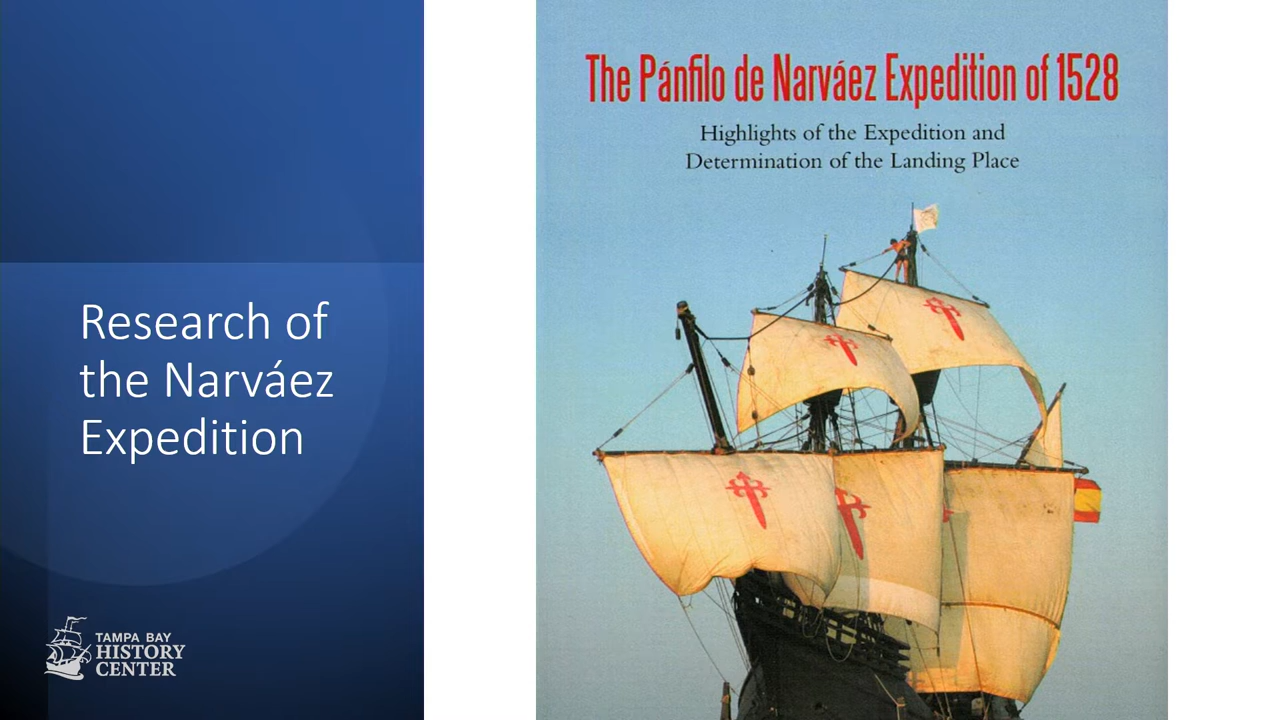 Research of
the Narváez
Expedition
TAMPA BAY
HISTORY
CENTER
The Pánfilo de Narváez Expedition of 1528
Highlights of the Expedition and
Determination of the Landing Place